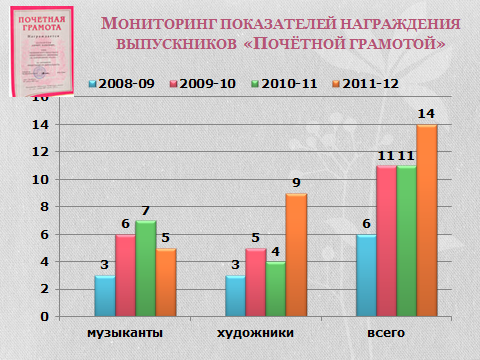 ПОЧЕТНАЯ
ГРАМОТА
Награждается
МОНИТОРИНГ ПОКАЗАТЕЛЕЙ НАГРАЖДЕНИЯ
ВЫПУСКНИКОВ «ПОЧЁТНОЙ ГРАМОТОЙ»
2008-09 2009-10 2010-11 2011-12
16
14
12
10
8
6
4
2
0
3 6 7 5
3 5 4 9
6 11 11 14
музыканты художники всего